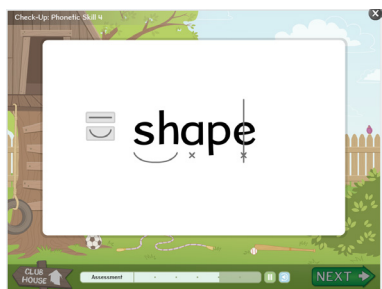 Check-Up: Phonetic Skill 4
shape
CLUB
HOUSE
Assessment
NEXT